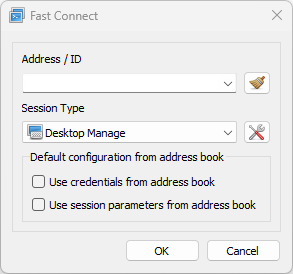 Fast Connect
Address / ID
Session Type
Desktop Manage
Default configuration from address book
Use credentials from address book
Use session parameters from address book
OK
Cancel